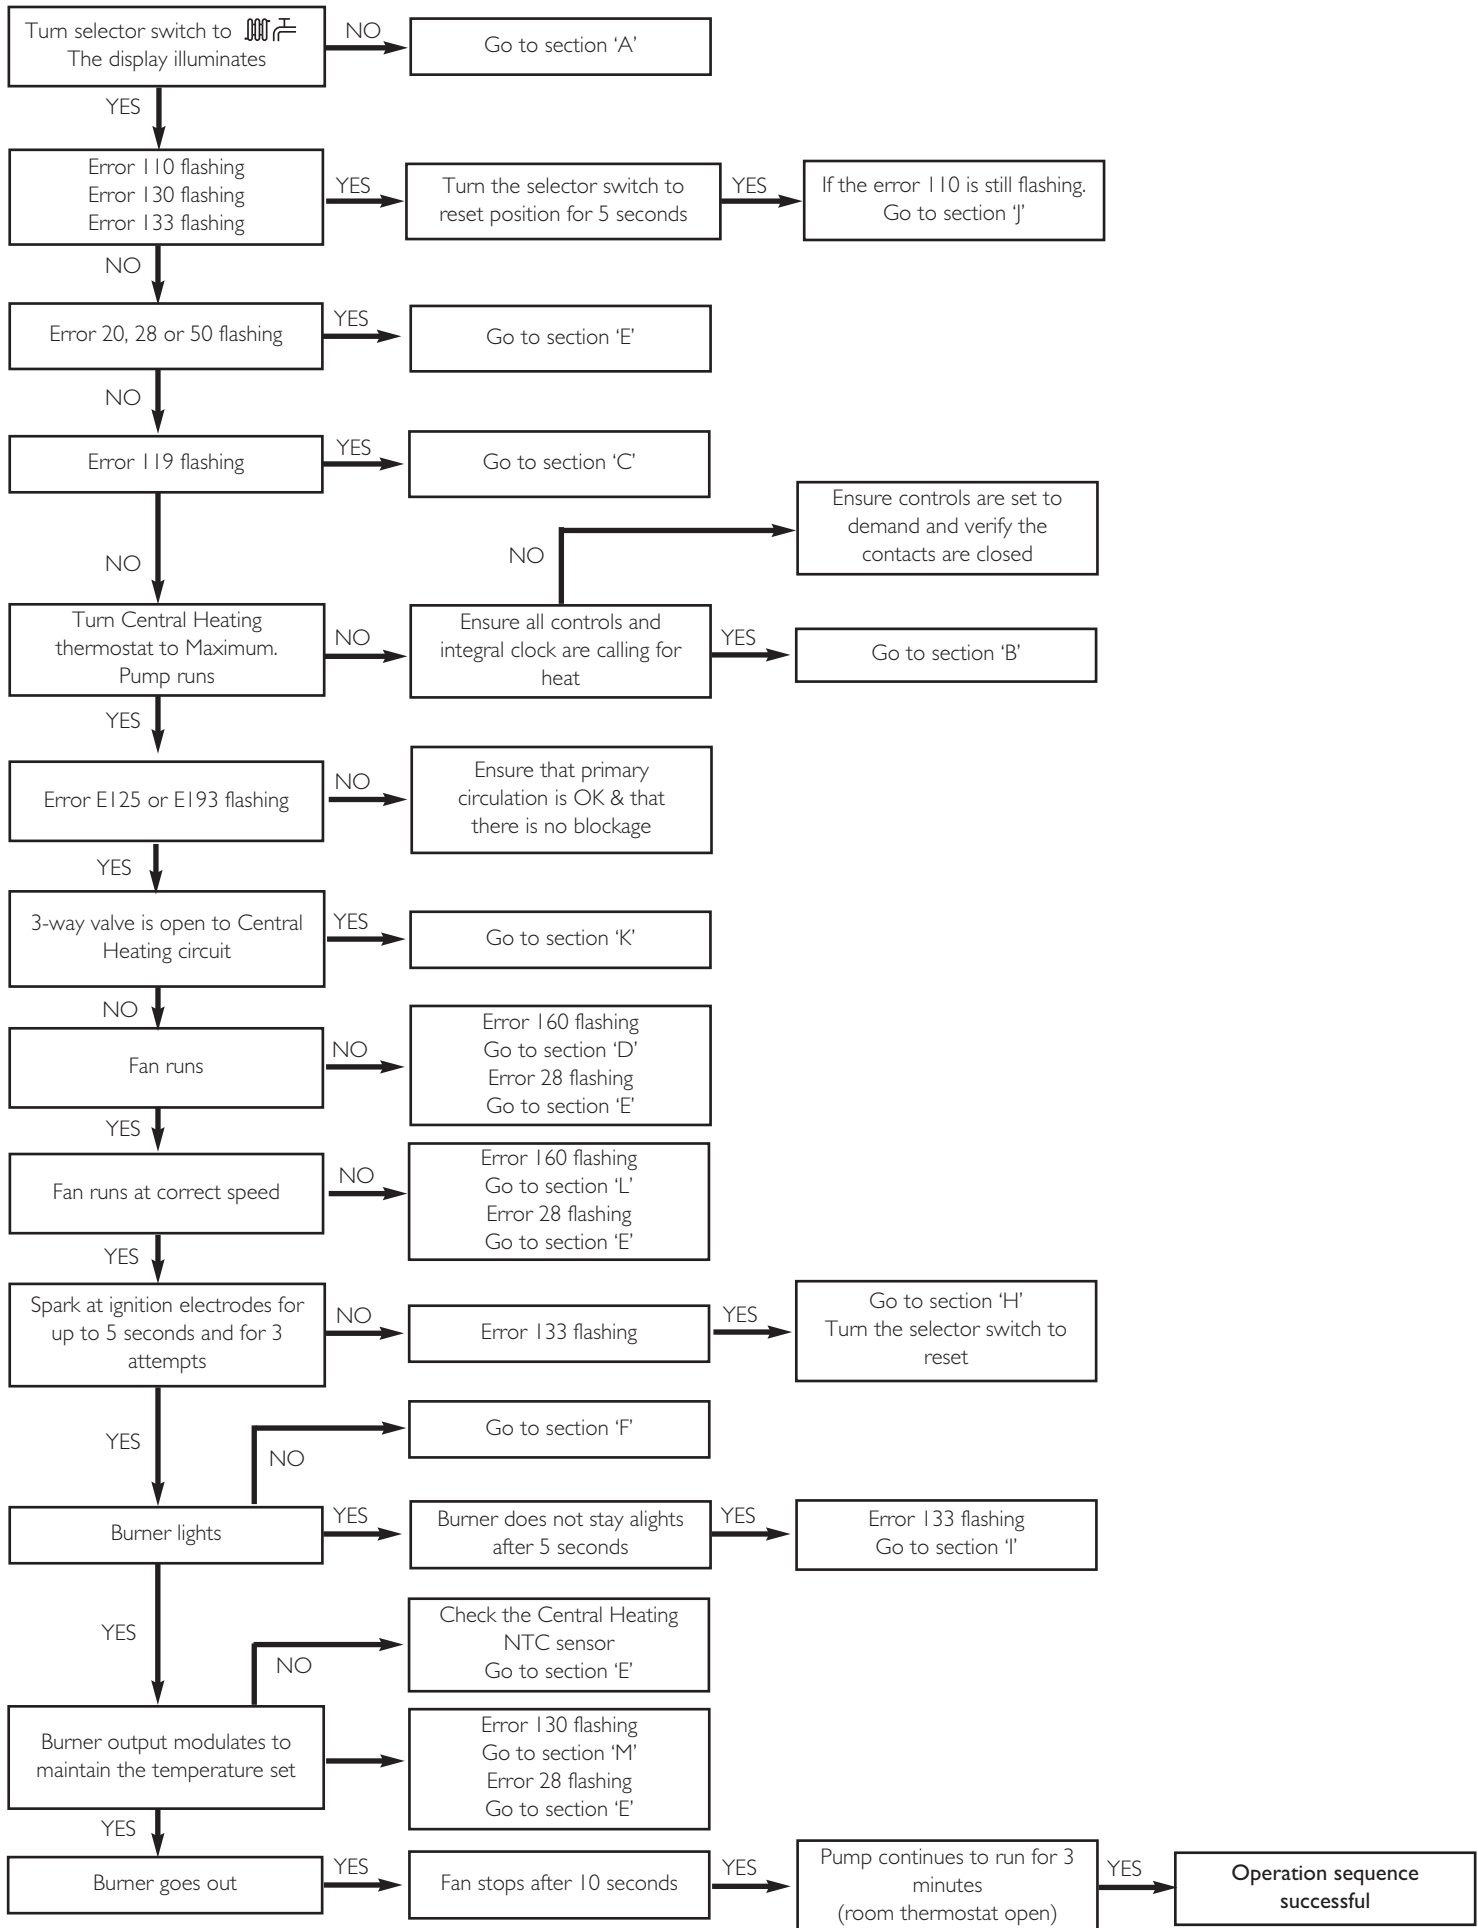 Turn selector switch to
The display illuminates
NO
Go to section ‘A’
YES
Error 110 flashing
Error 130 flashing
Error 133 flashing
YES
Turn the selector switch to
reset position for 5 seconds
YES
If the error 110 is still flashing.
Go to section ‘J’
NO
Error 20, 28 or 50 flashing
YES
Go to section ‘E’
NO
Error 119 flashing
YES
Go to section ‘C’
NO
Turn Central Heating
thermostat to Maximum.
Pump runs
NO
Ensure all controls and
integral clock are calling for
heat
NO
Ensure controls are set to
demand and verify the
contacts are closed
YES
Go to section ‘B’
YES
Error E125 or E193 flashing
NO
Ensure that primary
circulation is OK & that
there is no blockage
YES
3-way valve is open to Central
Heating circuit
YES
Go to section ‘K’
NO
Fan runs
NO
Error 160 flashing
Go to section ‘D’
Error 28 flashing
Go to section ‘E’
YES
Fan runs at correct speed
NO
Error 160 flashing
Go to section ‘L’
Error 28 flashing
Go to section ‘E’
YES
Spark at ignition electrodes for
up to 5 seconds and for 3
attempts
NO
Error 133 flashing
YES
Go to section ‘H’
Turn the selector switch to
reset
YES
NO
Go to section ‘F’
Burner lights
YES
Burner does not stay alights
after 5 seconds
YES
Error 133 flashing
Go to section ‘I’
YES
NO
Check the Central Heating
NTC sensor
Go to section ‘E’
Burner output modulates to
maintain the temperature set
Error 130 flashing
Go to section ‘M’
Error 28 flashing
Go to section ‘E’
YES
Burner goes out
YES
Fan stops after 10 seconds
YES
Pump continues to run for 3
minutes
(room thermostat open)
YES
Operation sequence
successful